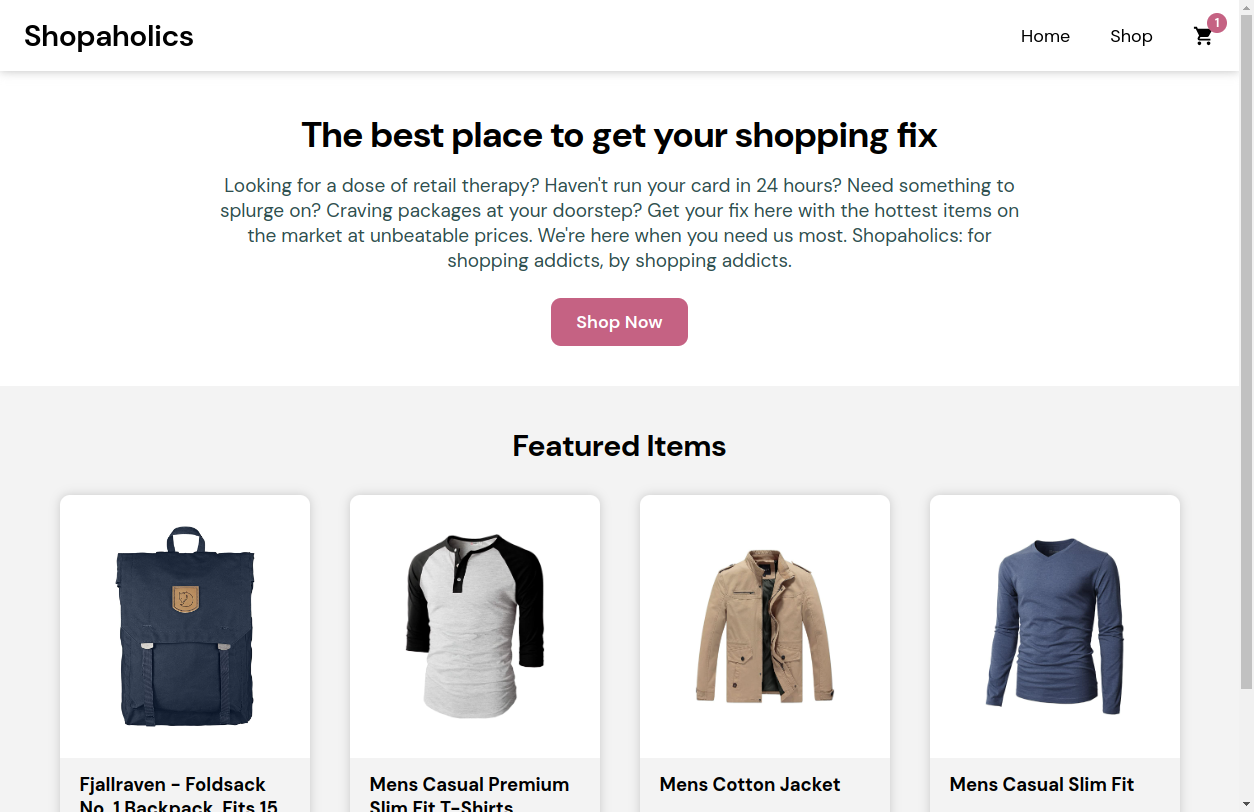 Shopaholics
Home
Shop
1
The best place to get your shopping fix
Looking for a dose of retail therapy? Haven't run your card in 24 hours? Need something to
splurge on? Craving packages at your doorstep? Get your fix here with the hottest items on
the market at unbeatable prices. We're here when you need us most. Shopaholics: for
shopping addicts, by shopping addicts.
Shop Now
Featured Items
Fjallraven - Foldsack
No. 1 Backpack, Fits 15
Mens Casual Premium
Slim Fit T-Shirts
Mens Cotton Jacket
Mens Casual Slim Fit